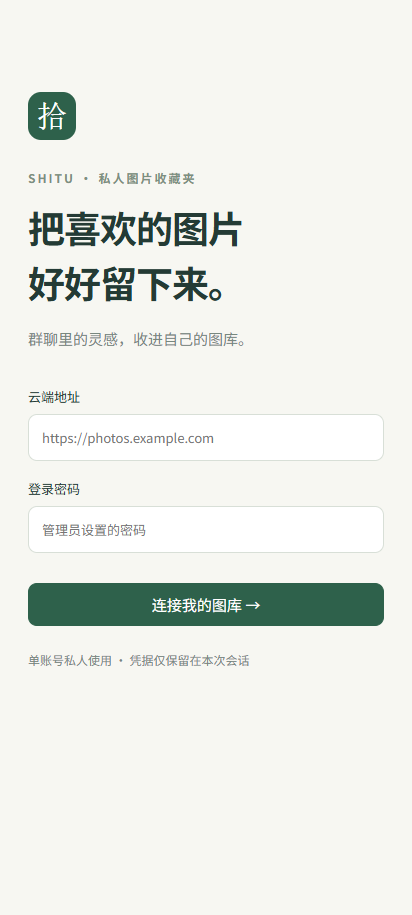 拾
SHITU · 私人图片收藏夹
把喜欢的图片
好好留下来。
群聊里的灵感，收进自己的图库。
云端地址
https://photos.example.com
登录密码
管理员设置的密码
连接我的图库 →
单账号私人使用 · 凭据仅保留在本次会话